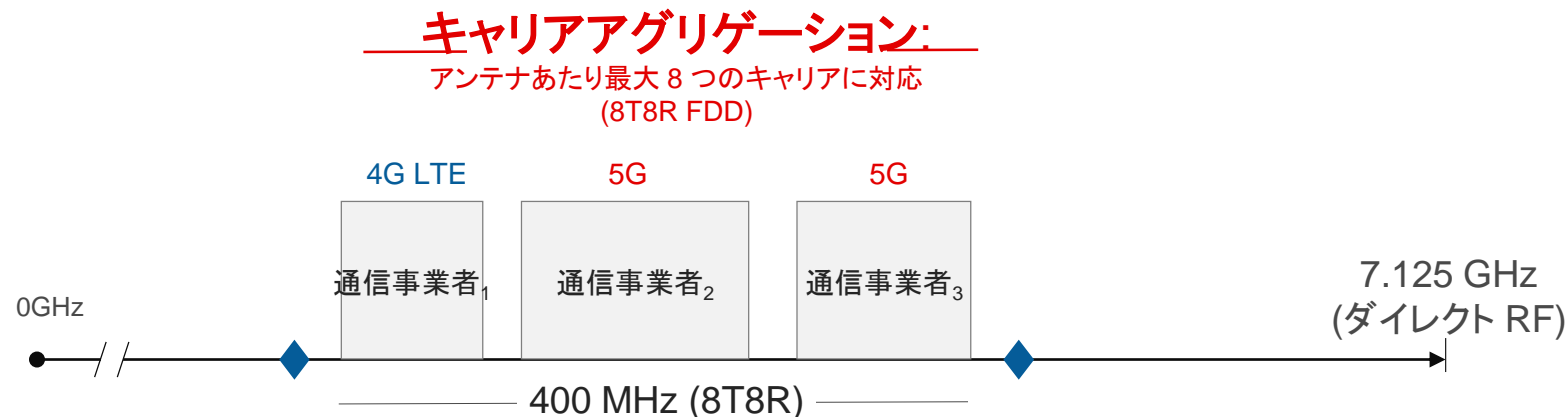 キャリアアグリゲーション:
アンテナあたり最大 8 つのキャリアに対応
(8T8R FDD)
4G LTE
5G
5G
通信事業者1
通信事業者2
通信事業者3
0GHz
7.125 GHz
(ダイレクト RF)
400 MHz (8T8R)